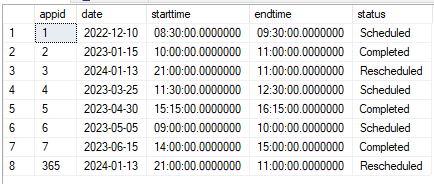 appid date starttime endtime status
1 1 2022-12-10 08:30:00.0000000 09:30:00.0000000 Scheduled
2 2 2023-01-15 10:00:00.0000000 11:00:00.0000000 Completed
3 3 2024-01-13 21:00:00.0000000 11:00:00.0000000 Rescheduled
4 4 2023-03-25 11:30:00.0000000 12:30:00.0000000 Scheduled
5 5 2023-04-30 15:15:00.0000000 16:15:00.0000000 Completed
6 6 2023-05-05 09:00:00.0000000 10:00:00.0000000 Scheduled
7 7 2023-06-15 14:00:00.0000000 15:00:00.0000000 Completed
8 365 2024-01-13 21:00:00.0000000 11:00:00.0000000 Rescheduled